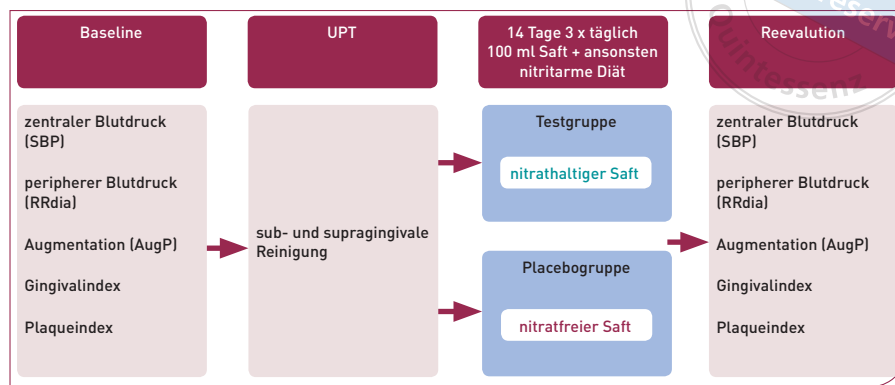 Baseline
UPT
14 Tage 3 x täglich
100 ml Saft + ansonsten
nitritarme Diät
Reevalution
zentraler Blutdruck
(SBP)
peripherer Blutdruck
(RRdia)
Augmentation (AugP)
Gingivalindex
Plaqueindex
sub- und supragingivale
Reinigung
Testgruppe
nitrathaltiger Saft
Placebogruppe
nitratfreier Saft
zentraler Blutdruck
(SBP)
peripherer Blutdruck
(RRdia)
Augmentation (AugP)
Gingivalindex
Plaqueindex
Quintessenz